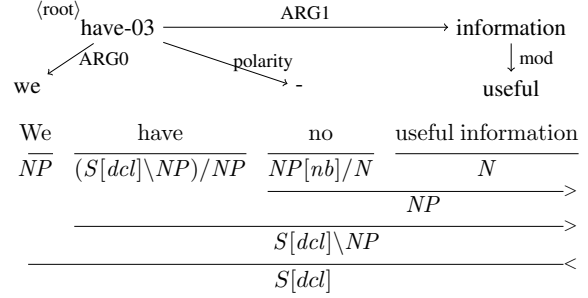 ⟨root⟩ have-03 ARG1 information
ARG0 polarity mod
we - useful
We have no useful information
NP (S[dcl]\NP)/NP NP[nb]/N N
>
NP
>
S[dcl]\NP
<
S[dcl]